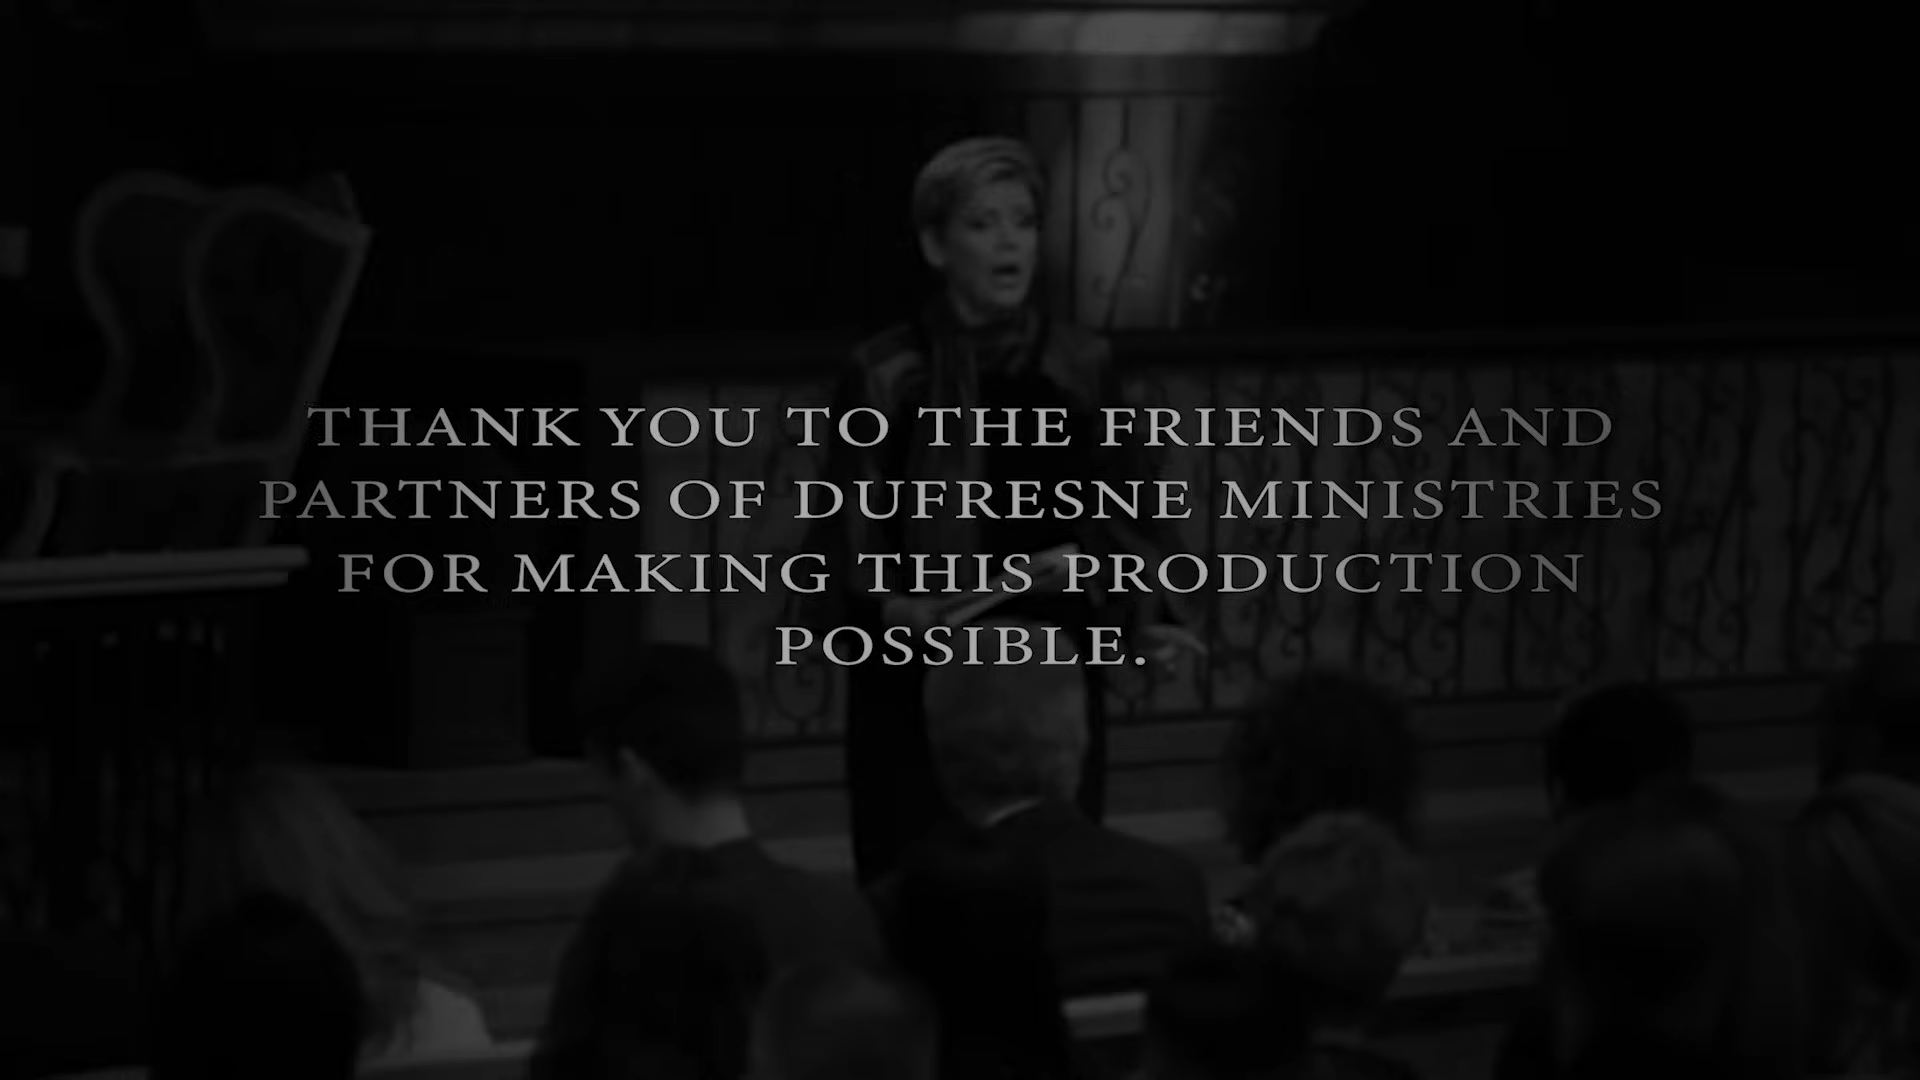 THANK YOU TO THE FRIENDS AND
PARTNERS OF DUFRESNE MINISTRIES
FOR MAKING THIS PRODUCTION
POSSIBLE.